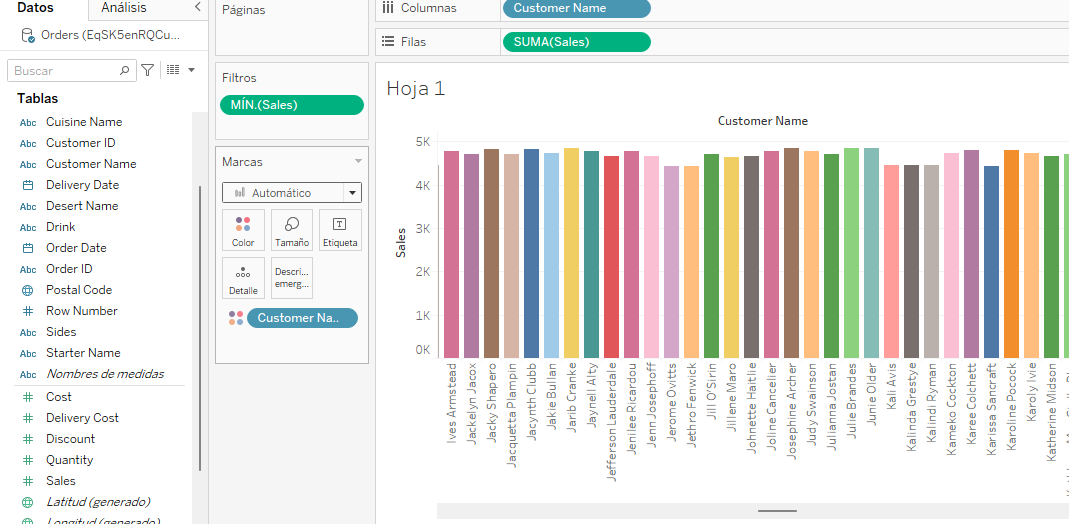 Datos
Análisis
Orders (EqSK5enRQCu...
Buscar
Tablas
Abc Cuisine Name
Abc Customer ID
Abc Customer Name
Delivery Date
Abc Desert Name
Abc Drink
Order Date
Abc Order ID
Postal Code
Row Number
Abc Sides
Abc Starter Name
Abc Nombres de medidas
Cost
Delivery Cost
Discount
Quantity
Sales
Latitud (generado)
Longitud (generado)
Páginas
Filtros
MÍN.(Sales)
Marcas
Automático
Color
Tamaño
Etiqueta
Detalle
Descri...
emerg...
Customer Na..
Columnas
Customer Name
Filas
SUMA(Sales)
Hoja 1
Customer Name
Sales
5K
4K
3K
2K
1K
0K
Ives Armstead
Jackelyn Jacox
Jacky Shapero
Jacquetta Plampin
Jacynth Clubb
Jakie Bullan
Jarib Cranke
Jaynell Aity
Jefferson Lauderdale
Jenilee Ricardou
Jenn Josephoff
Jerome Ovitts
Jethro Fenwick
Jill O'Sirin
Jillene Maro
Johnette Haitlie
Joline Cancelier
Josephine Archer
Judy Swainson
Julianna Jostan
Julie Brandes
Junie Older
Kali Avis
Kalinda Grestye
Kalindi Ryman
Kameko Cockton
Karee Colchett
Karissa Sancraft
Karoline Pocock
Karoly Ivie
Katherine Midson